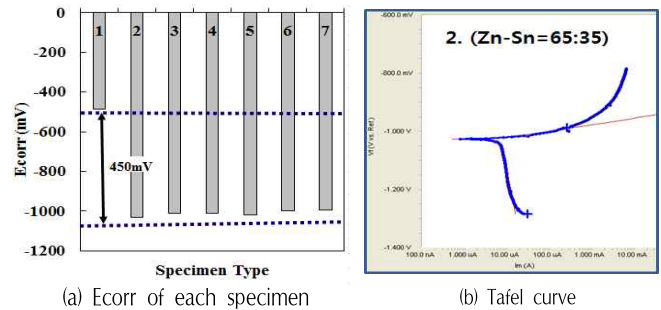 0
-200
-400
-600
-800
-1000
-1200
Ecorr (mV)
1 2 3 4 5 6 7
450mV
Specimen Type
(a) Ecorr of each specimen
2. (Zn-Sn=65:35)
-600.0 mV
-800.0 mV
-1.000 V
-1.200 V
-1.400 V
Vf (V vs. Ref.)
100.0 nA 1.000 uA 10.00 uA 100.0 uA 1.000 mA 10.00 mA
Im (A)
(b) Tafel curve